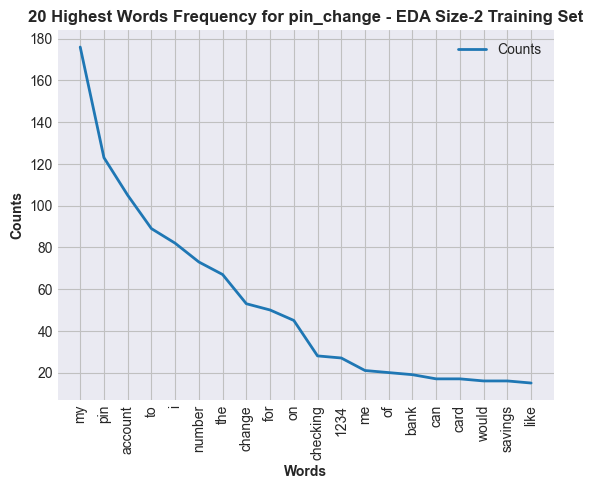 20 Highest Words Frequency for pin_change - EDA Size-2 Training Set
Counts
180
160
140
120
100
80
60
40
20
Counts
my
pin
account
to
i
number
the
change
for
on
checking
1234
me
of
bank
can
card
would
savings
like
Words